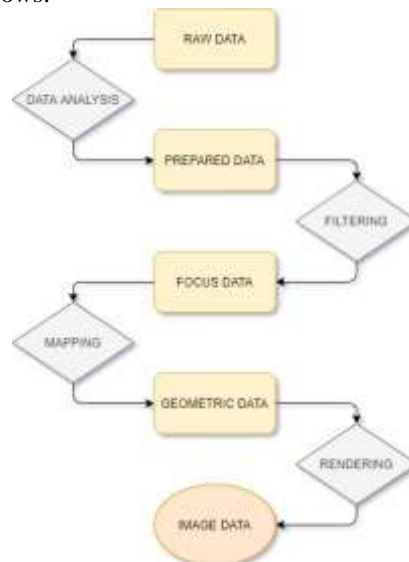 RAW DATA
DATA ANALYSIS
PREPARED DATA
FILTERING
FOCUS DATA
MAPPING
GEOMETRIC DATA
RENDERING
IMAGE DATA